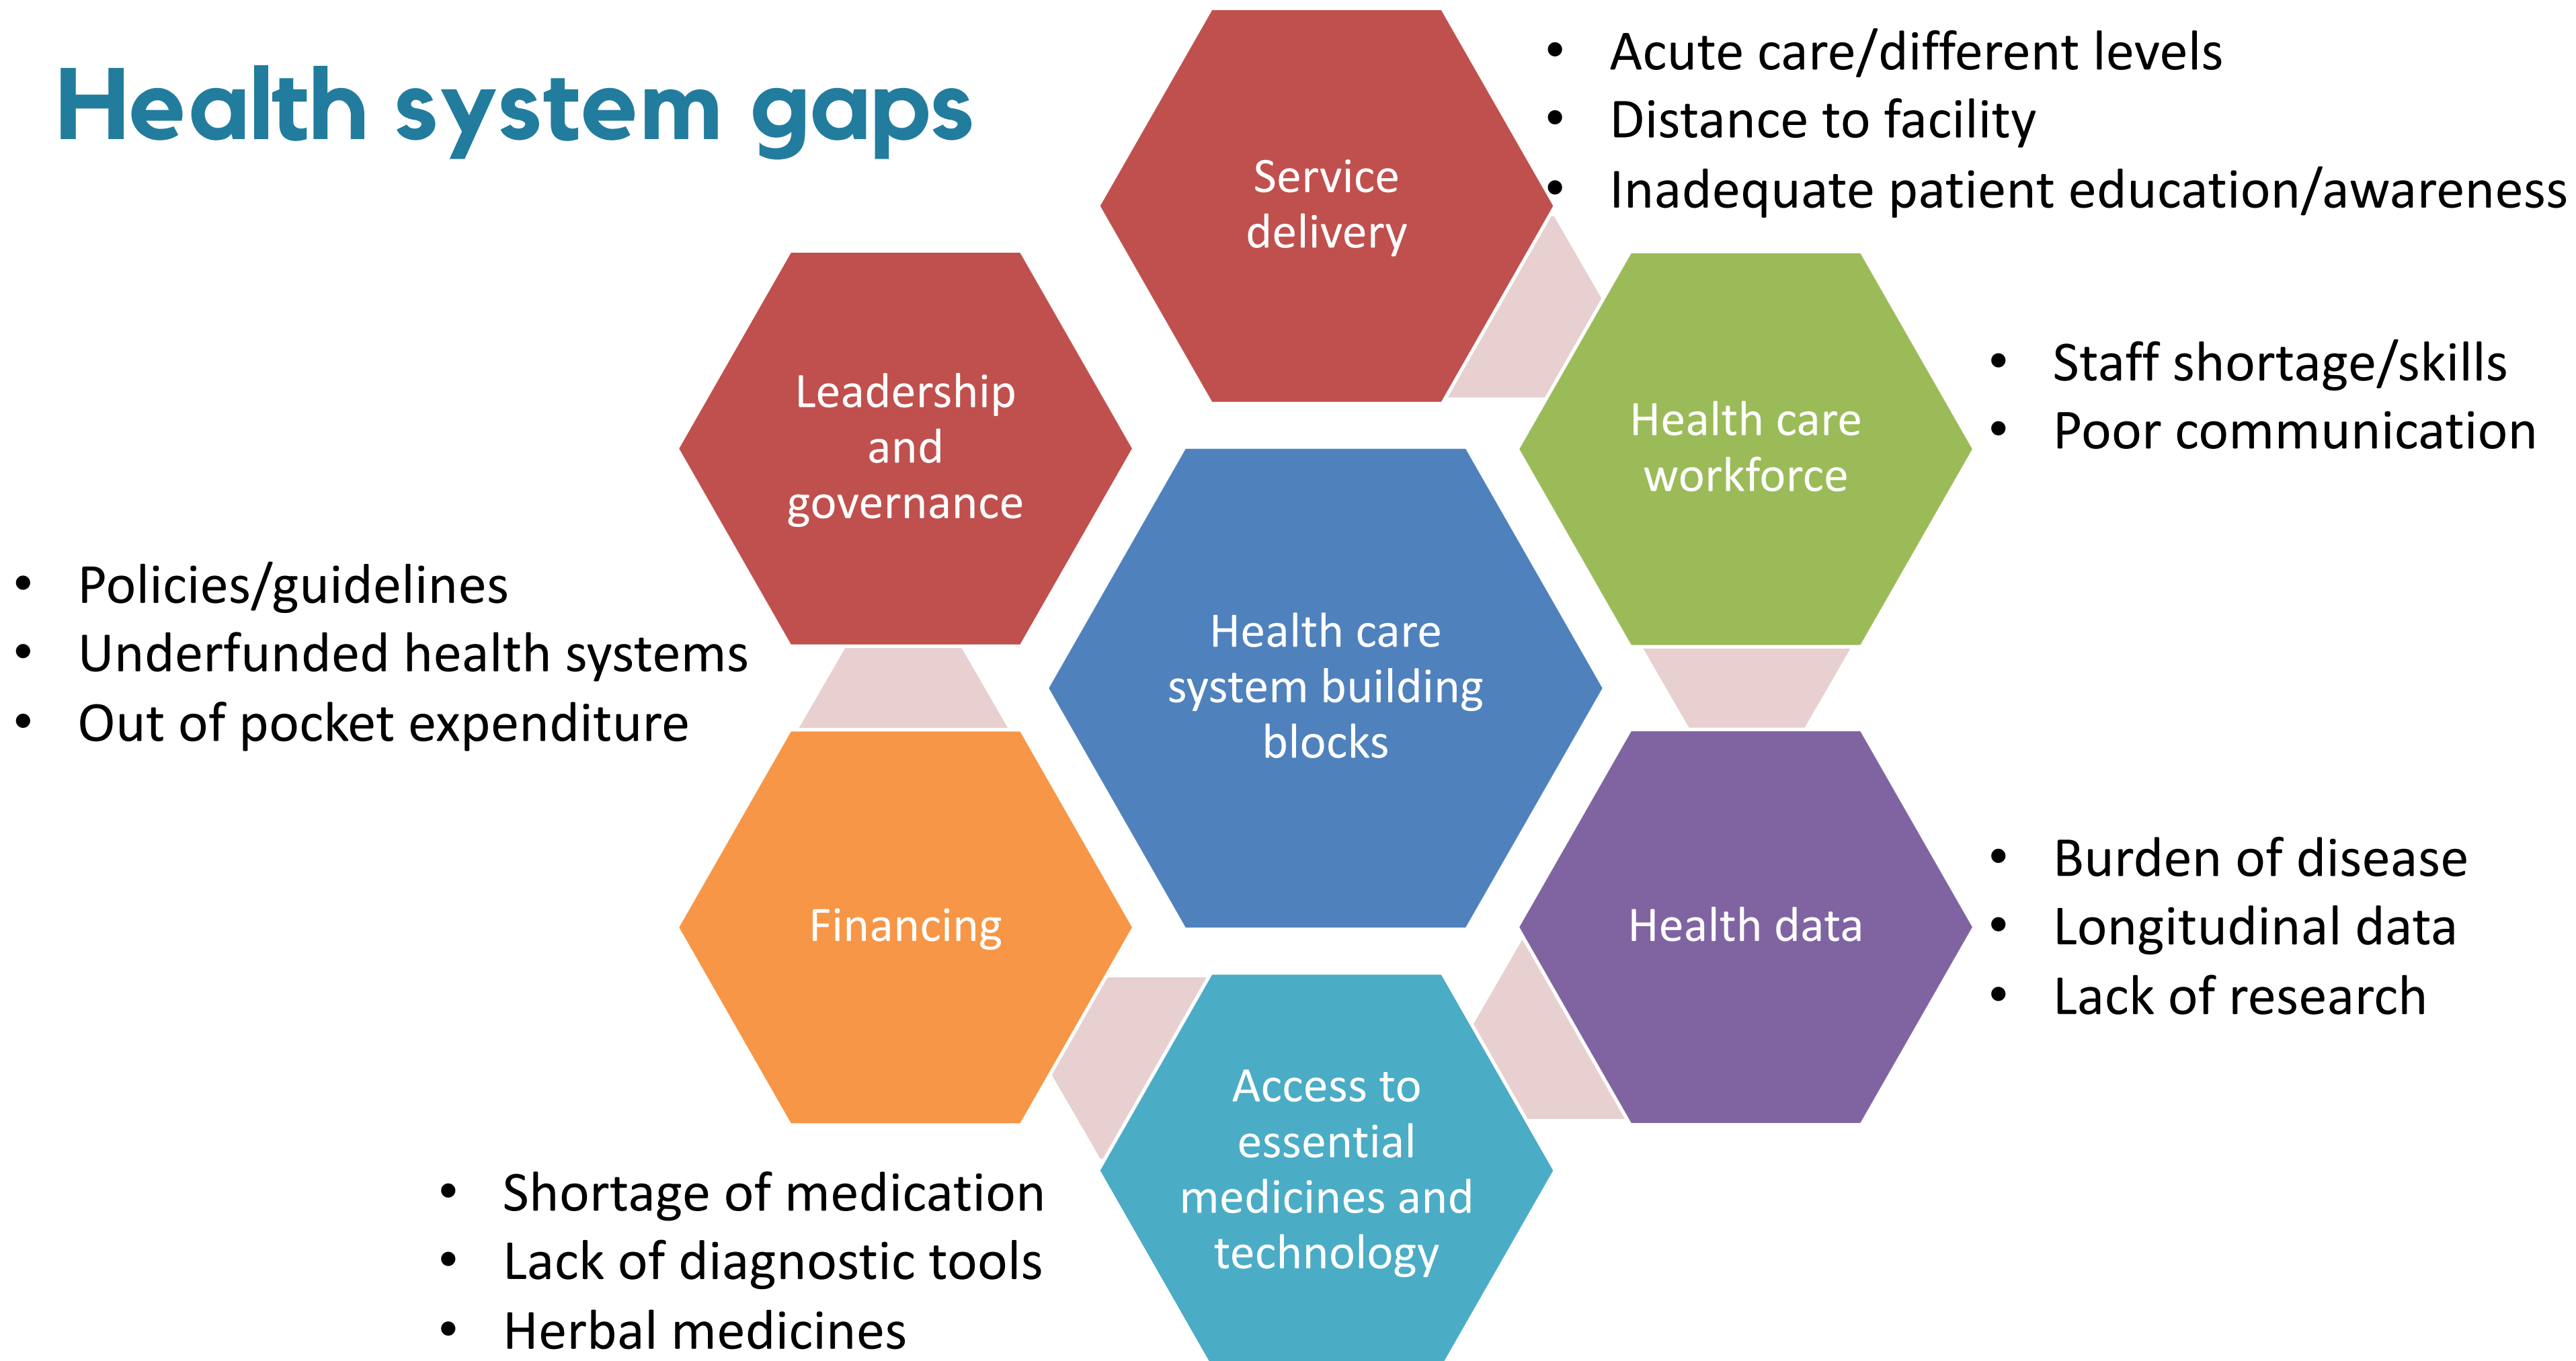 Health system gaps
Service
delivery
• Acute care/different levels
• Distance to facility
• Inadequate patient education/awareness
Health care
workforce
• Staff shortage/skills
• Poor communication
Health data
• Burden of disease
• Longitudinal data
• Lack of research
Access to
essential
medicines and
technology
• Shortage of medication
• Lack of diagnostic tools
• Herbal medicines
Financing
Leadership
and
governance
• Policies/guidelines
• Underfunded health systems
• Out of pocket expenditure
Health care
system building
blocks